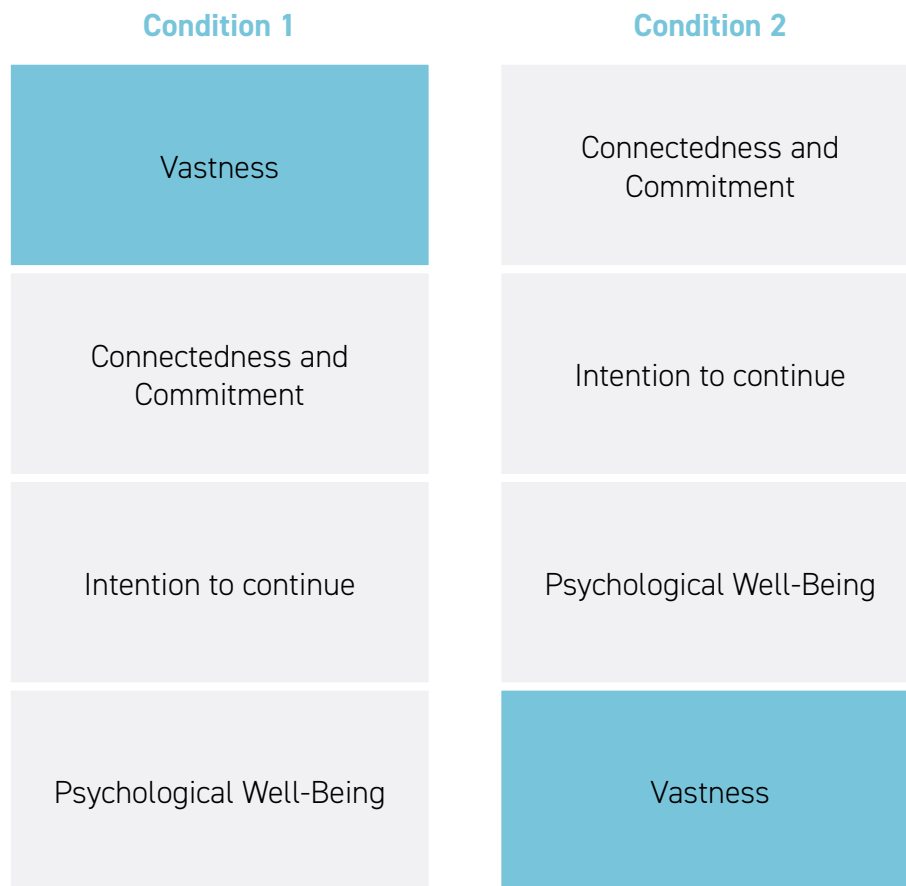 Condition 1
Vastness
Connectedness and
Commitment
Intention to continue
Psychological Well-Being
Condition 2
Connectedness and
Commitment
Intention to continue
Psychological Well-Being
Vastness